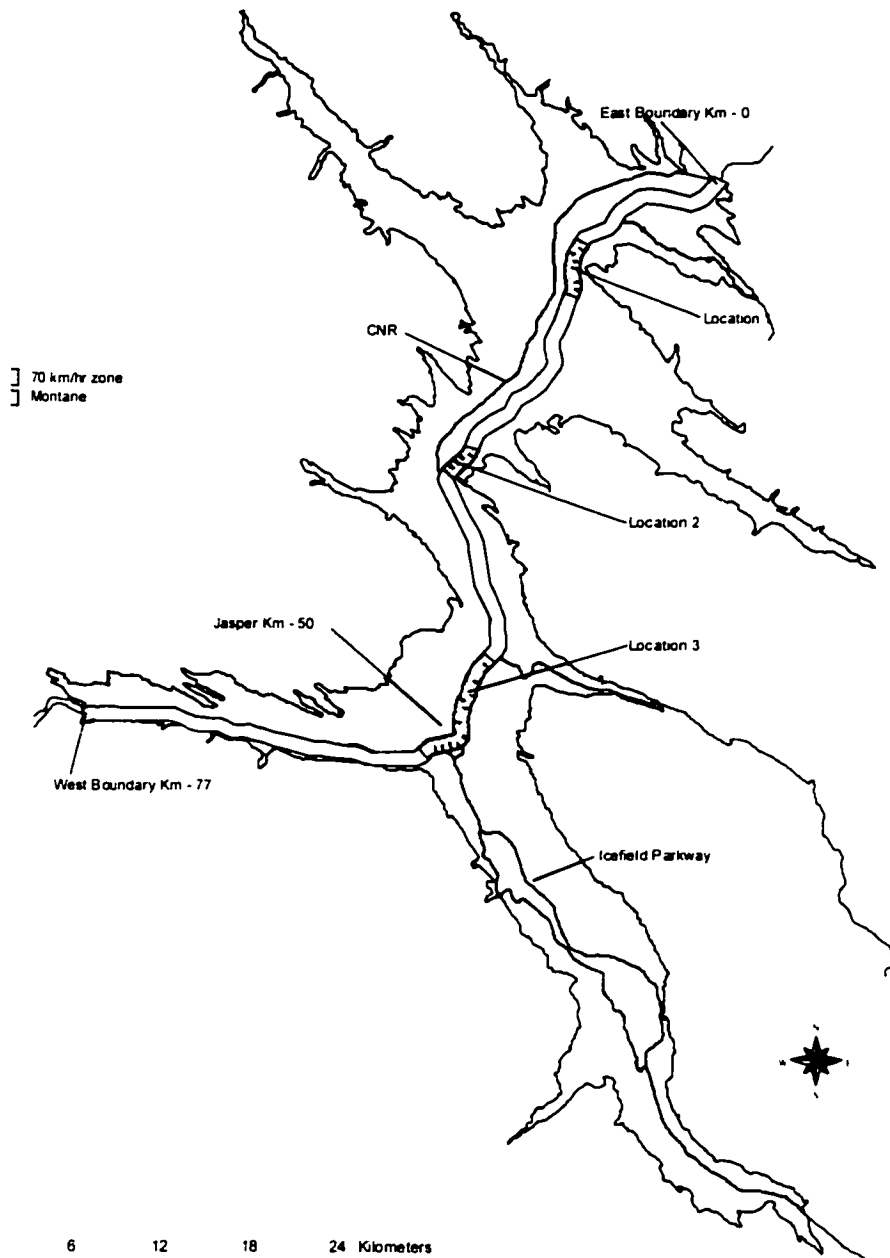 East Boundary Km - 0
Location
CNR
70 km/hr zone
Montane
Location 2
Jasper Km - 50
Location 3
West Boundary Km - 77
Icefield Parkway
6 12 18 24 Kilometers